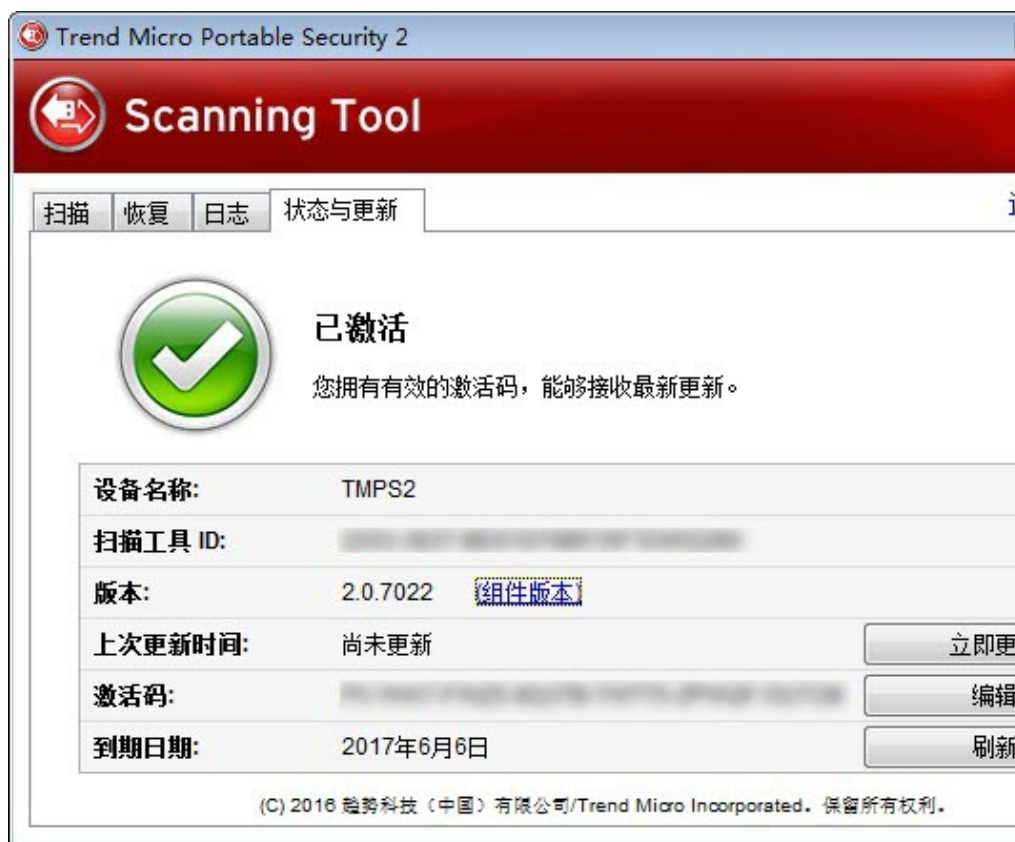 Trend Micro Portable Security 2
Scanning Tool
扫描 恢复 日志 状态与更新
已激活
您拥有有效的激活码，能够接收最新更新。
设备名称: TMPS2
扫描工具 ID:
版本: 2.0.7022 (组件版本)
上次更新时间: 尚未更新 立即更
激活码: 编辑
到期日期: 2017年6月6日 刷新
(C) 2016 趋势科技（中国）有限公司/Trend Micro Incorporated。保留所有权利。